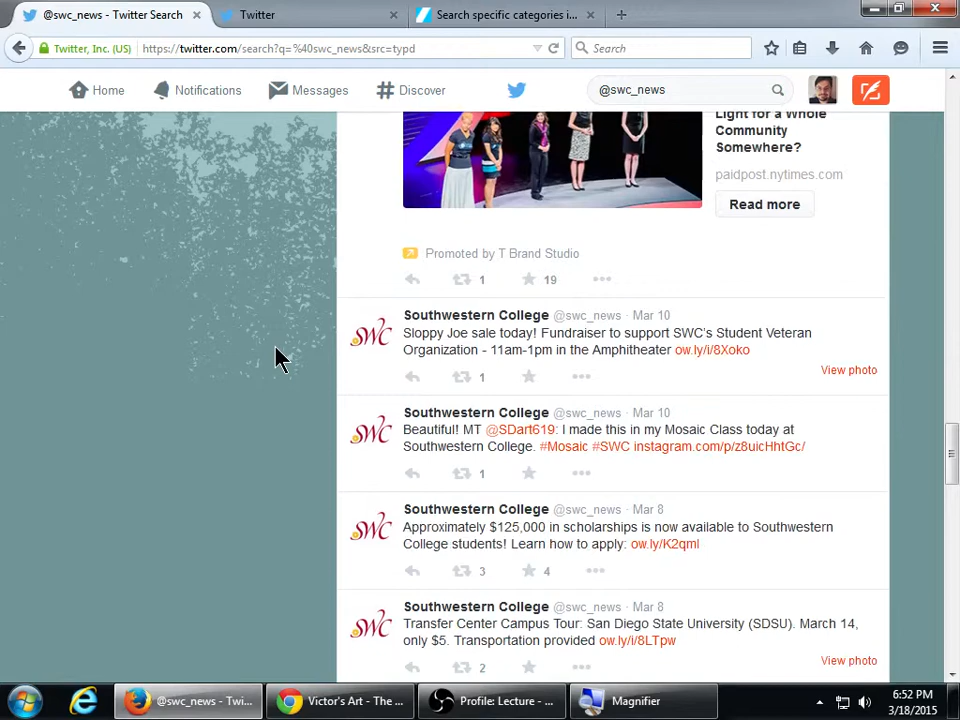 @swc_news - Twitter Search × Twitter × Search specific categories i... × +
Twitter, Inc. (US) https://twitter.com/search?q=%40swc_news&src=typd Search
Home Notifications Messages Discover @swc_news
Light for a Whole
Community
Somewhere?
paidpost.nytimes.com
Read more
Promoted by T Brand Studio
1 19
Southwestern College @swc_news · Mar 10
Sloppy Joe sale today! Fundraiser to support SWC's Student Veteran
Organization - 11am-1pm in the Amphitheater ow.ly/i/8Xoko
View photo
1
Southwestern College @swc_news · Mar 10
Beautiful! MT @SDart619: I made this in my Mosaic Class today at
Southwestern College. #Mosaic #SWC instagram.com/p/z8uicHhtGc/
1
Southwestern College @swc_news · Mar 8
Approximately $125,000 in scholarships is now available to Southwestern
College students! Learn how to apply: ow.ly/K2qml
3 4
Southwestern College @swc_news · Mar 8
Transfer Center Campus Tour: San Diego State University (SDSU). March 14,
only $5. Transportation provided ow.ly/i/8LTpw
View photo
2
@swc_news - Twi... Victor's Art - The ... Profile: Lecture - ... Magnifier 6:52 PM
3/18/2015